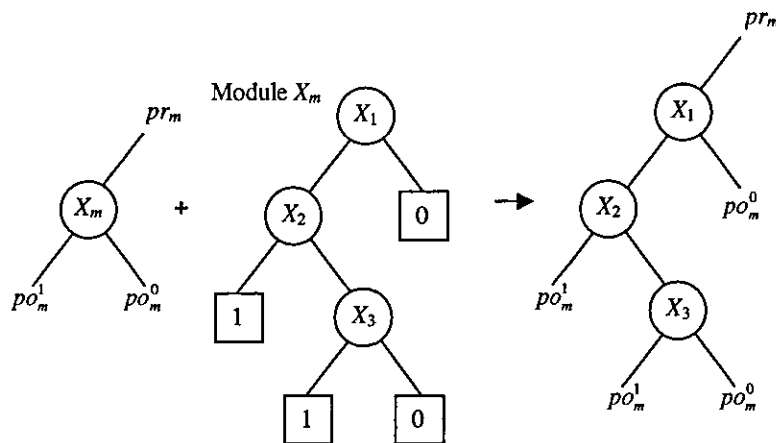 pr_m
Module X_m
X_1
pr_m
X_1
X_m
+
X_2
0
→
X_2
po_m^0
po_m^1
po_m^0
1
X_3
po_m^1
X_3
1
0
po_m^1
po_m^0